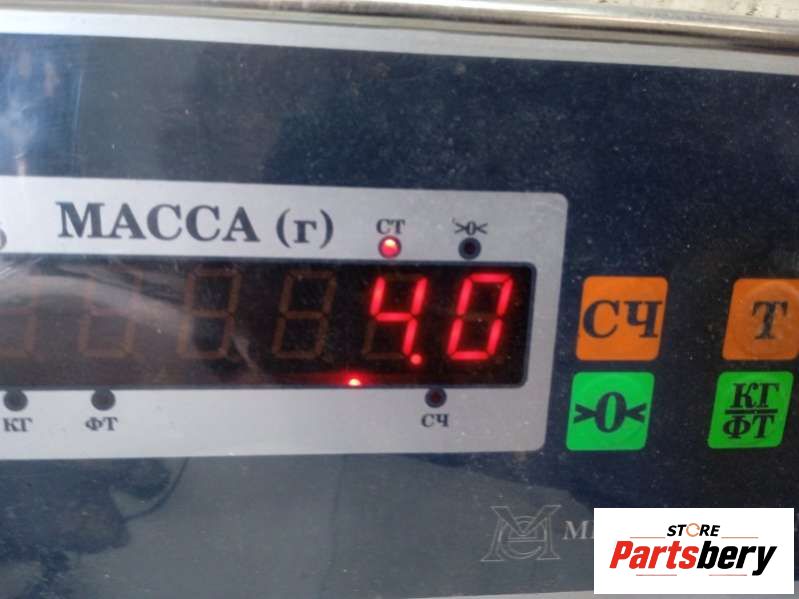 МАССА (г)
СТ
>0<
4.0
КГ
ФТ
СЧ
СЧ
Т
>0<
КГ
ФТ
STORE
Partsbery